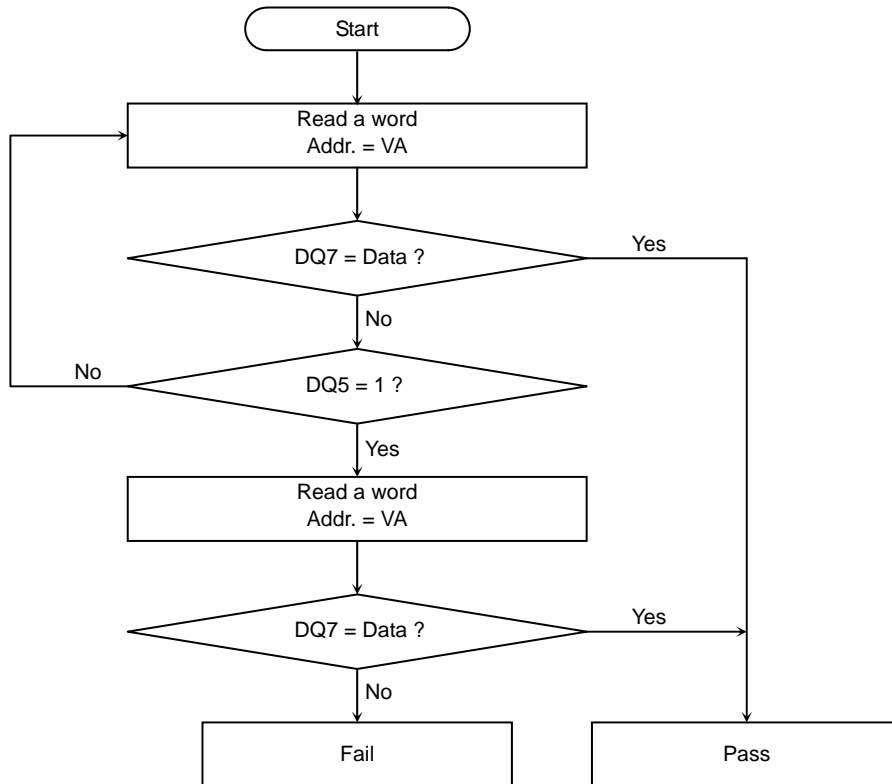 Start
Read a word
Addr. = VA
DQ7 = Data ?
Yes
No
DQ5 = 1 ?
No
Yes
Read a word
Addr. = VA
DQ7 = Data ?
Yes
No
Fail
Pass